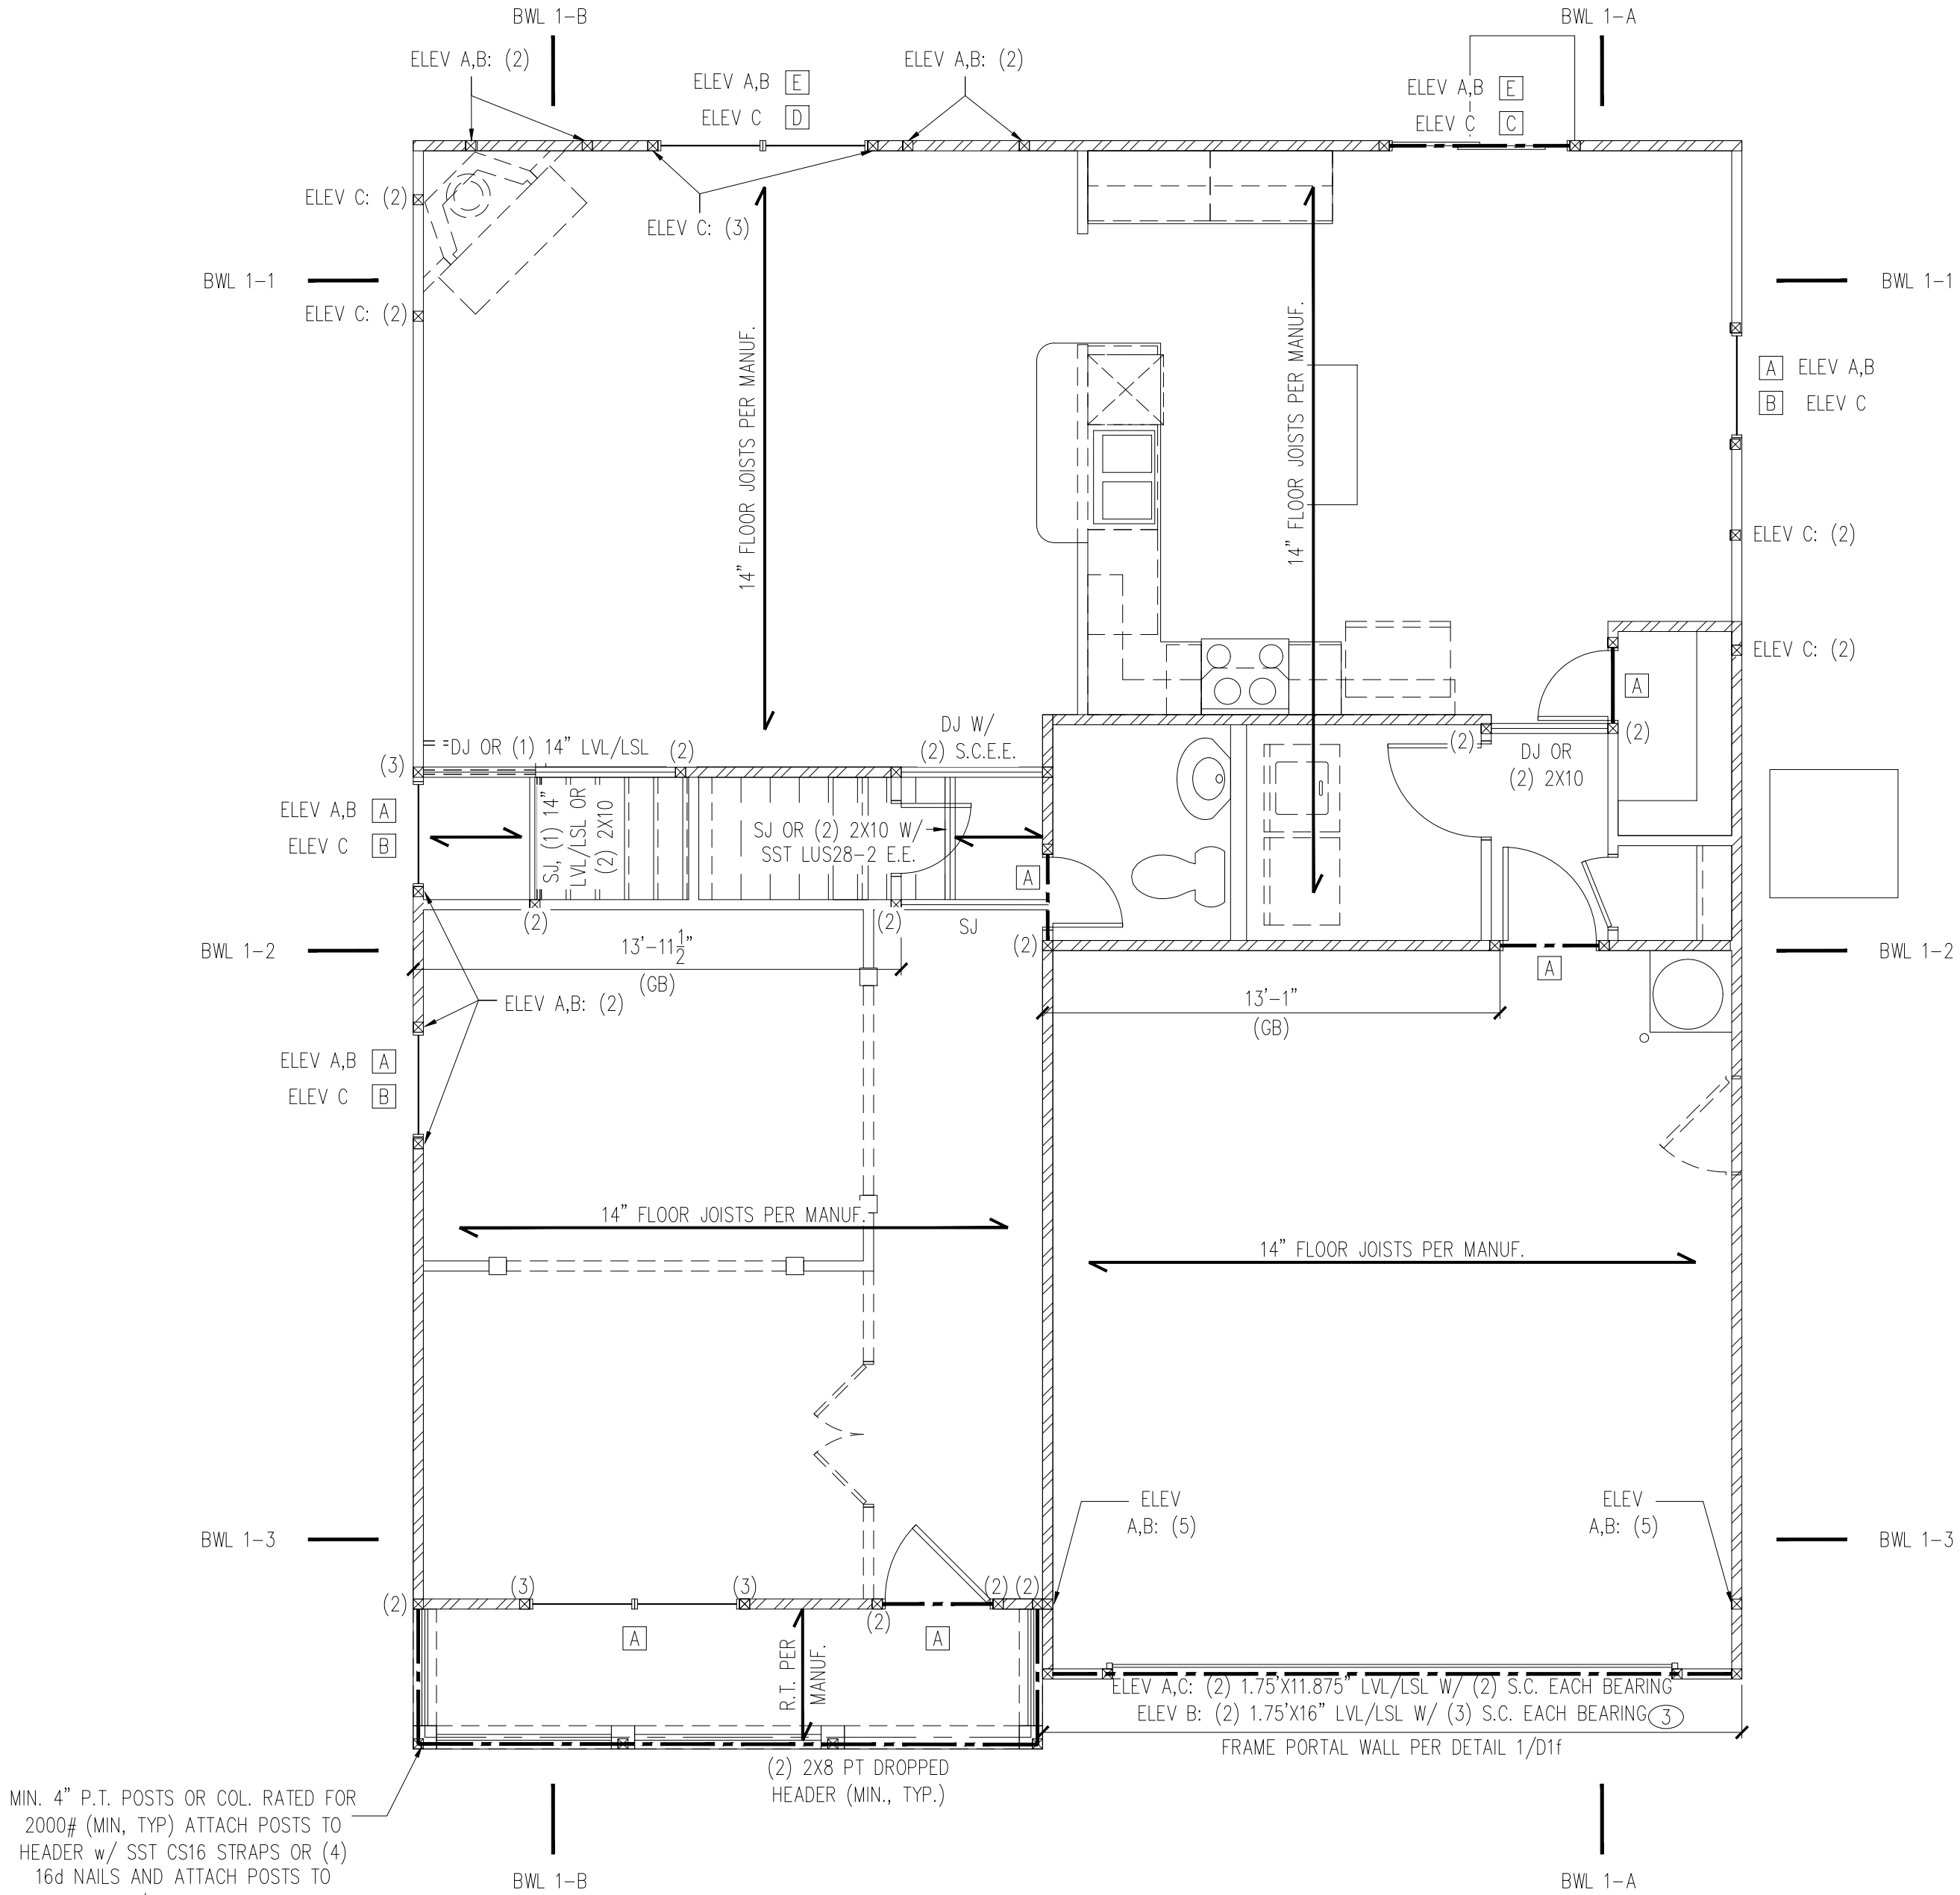 BWL 1-B
BWL 1-A
ELEV A,B: (2)
ELEV A,B E
ELEV C D
ELEV A,B: (2)
ELEV A,B E
ELEV C C
ELEV C: (2)
ELEV C: (3)
BWL 1-1
BWL 1-1
ELEV C: (2)
14" FLOOR JOISTS PER MANUF.
14" FLOOR JOISTS PER MANUF.
A ELEV A,B
B ELEV C
ELEV C: (2)
ELEV C: (2)
A
(2)
(2)
DJ OR
(2) 2X10
DJ W/
(2) S.C.E.E.
DJ OR (1) 14" LVL/LSL
(2)
(3)
ELEV A,B A
ELEV C B
SJ, (1) 14"
LVL/LSL OR
(2) 2X10
SJ OR (2) 2X10 W/
SST LUS28-2 E.E.
A
(2)
(2)
SJ
(2)
BWL 1-2
BWL 1-2
13'-11 1/2"
(GB)
A
13'-1"
(GB)
ELEV A,B: (2)
ELEV A,B A
ELEV C B
14" FLOOR JOISTS PER MANUF.
14" FLOOR JOISTS PER MANUF.
ELEV
A,B: (5)
ELEV
A,B: (5)
BWL 1-3
BWL 1-3
(2)
(3)
(3)
(2)
(2)
(2)
A
A
R.T. PER
MANUF.
ELEV A,C: (2) 1.75'X11.875" LVL/LSL W/ (2) S.C. EACH BEARING
ELEV B: (2) 1.75'X16" LVL/LSL W/ (3) S.C. EACH BEARING 3
FRAME PORTAL WALL PER DETAIL 1/D1f
(2) 2X8 PT DROPPED
HEADER (MIN., TYP.)
MIN. 4" P.T. POSTS OR COL. RATED FOR
2000# (MIN, TYP) ATTACH POSTS TO
HEADER w/ SST CS16 STRAPS OR (4)
16d NAILS AND ATTACH POSTS TO
BWL 1-B
BWL 1-A